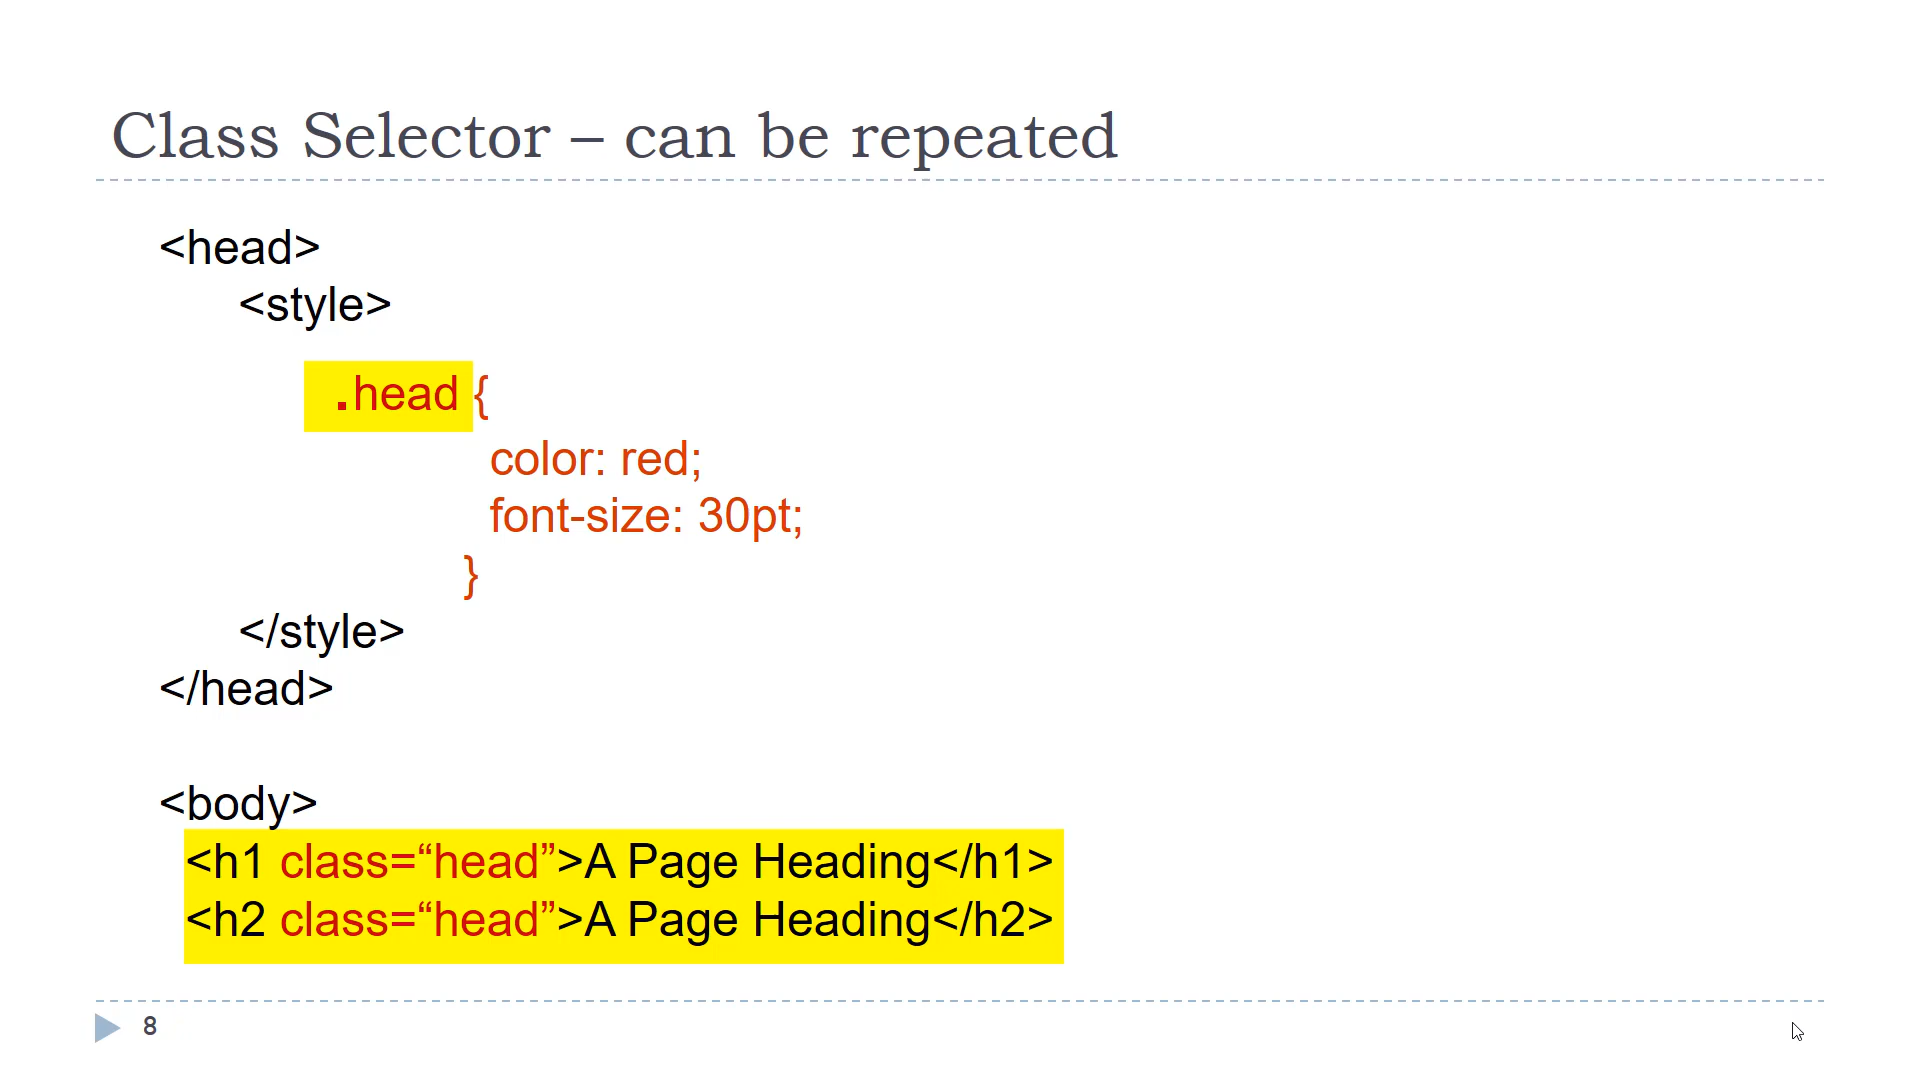 Class Selector – can be repeated
<head>
<style>
.head {
color: red;
font-size: 30pt;
}
</style>
</head>
<body>
<h1 class=“head”>A Page Heading</h1>
<h2 class=“head”>A Page Heading</h2>
8